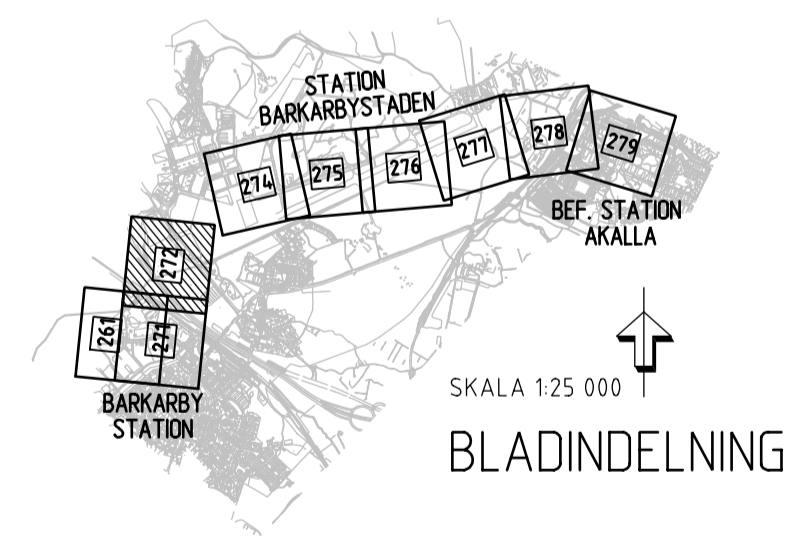 STATION
BARKARBYSTADEN
274
275
276
277
278
279
BEF. STATION
AKALLA
272
261
271
BARKARBY
STATION
SKALA 1:25 000
BLADINDELNING